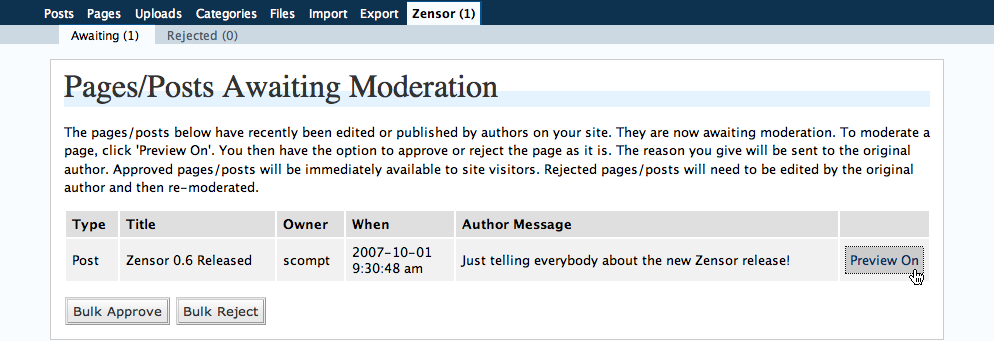 Posts Pages Uploads Categories Files Import Export Zensor (1)
Awaiting (1) Rejected (0)
Pages/Posts Awaiting Moderation
The pages/posts below have recently been edited or published by authors on your site. They are now awaiting moderation. To moderate a
page, click 'Preview On'. You then have the option to approve or reject the page as it is. The reason you give will be sent to the original
author. Approved pages/posts will be immediately available to site visitors. Rejected pages/posts will need to be edited by the original
author and then re-moderated.
Type Title Owner When Author Message
Post Zensor 0.6 Released scompt 2007-10-01 9:30:48 am Just telling everybody about the new Zensor release! Preview On
Bulk Approve Bulk Reject